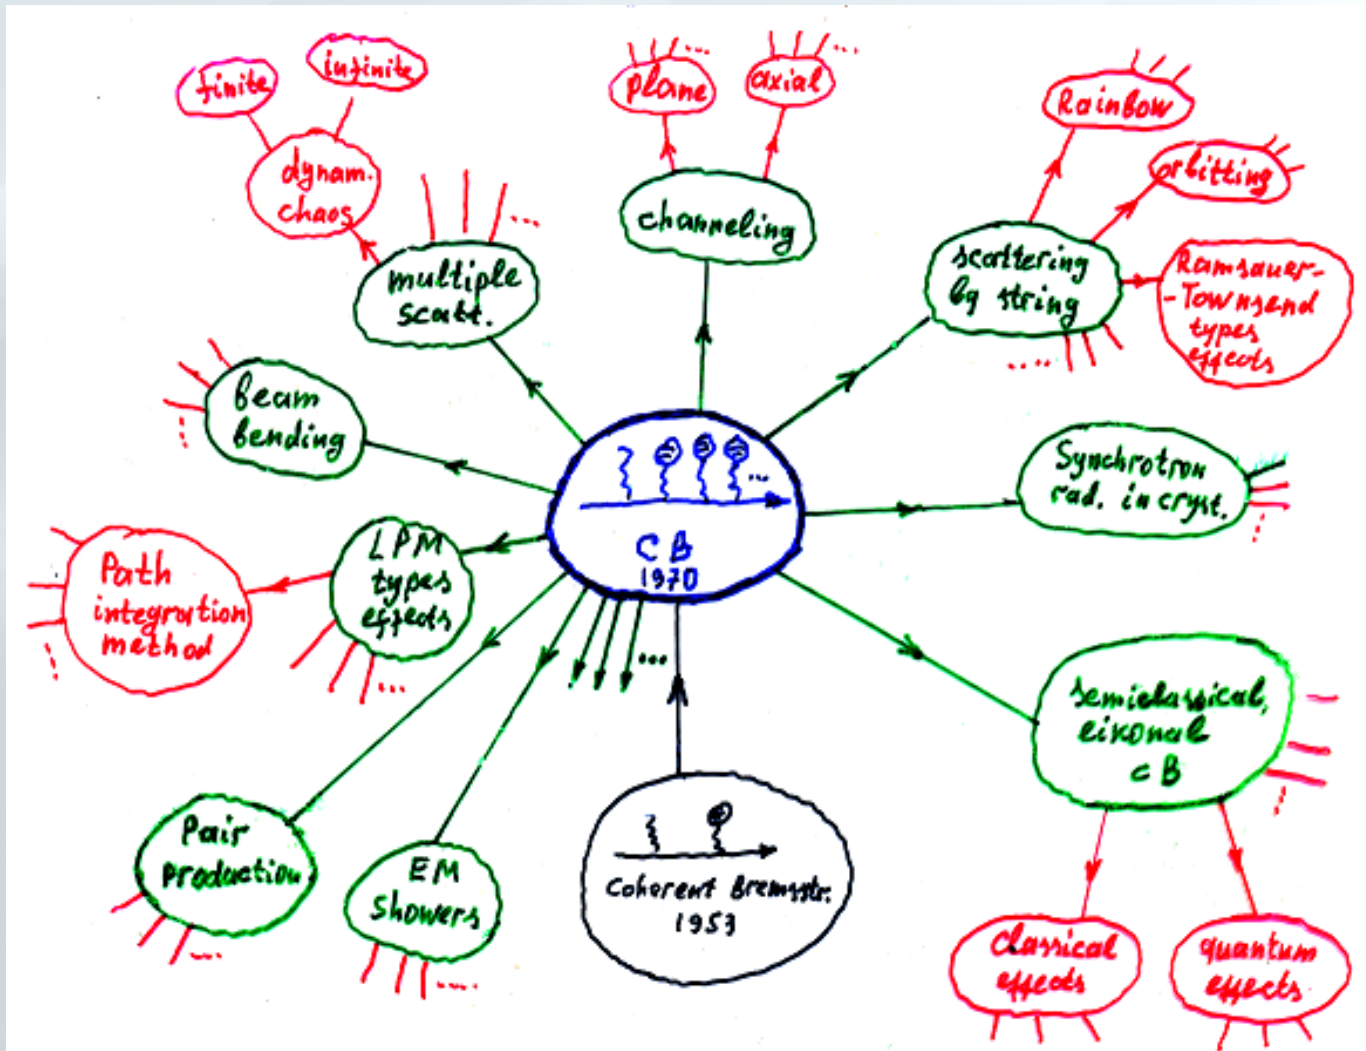 finite
infinite
dynam.
chaos
multiple
scatt.
plane
axial
channeling
Rainbow
orbitting
scattering
by string
Ramsauer-
-Townsend
types
effects
beam
bending
CB
1970
Synchrotron
rad. in cryst.
LPM
types
effects
Path
integration
method
semiclassical,
eikonal
CB
Pair
production
EM
showers
Coherent Bremsstr.
1953
classical
effects
quantum
effects